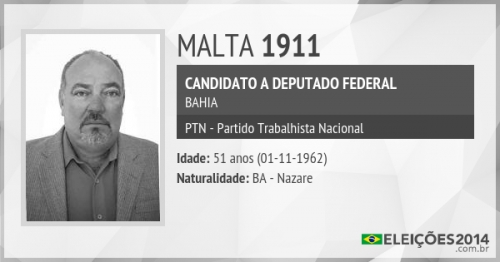 MALTA 1911
CANDIDATO A DEPUTADO FEDERAL
BAHIA
PTN - Partido Trabalhista Nacional
Idade: 51 anos (01-11-1962)
Naturalidade: BA - Nazare
ELEIÇÕES2014
.com.br